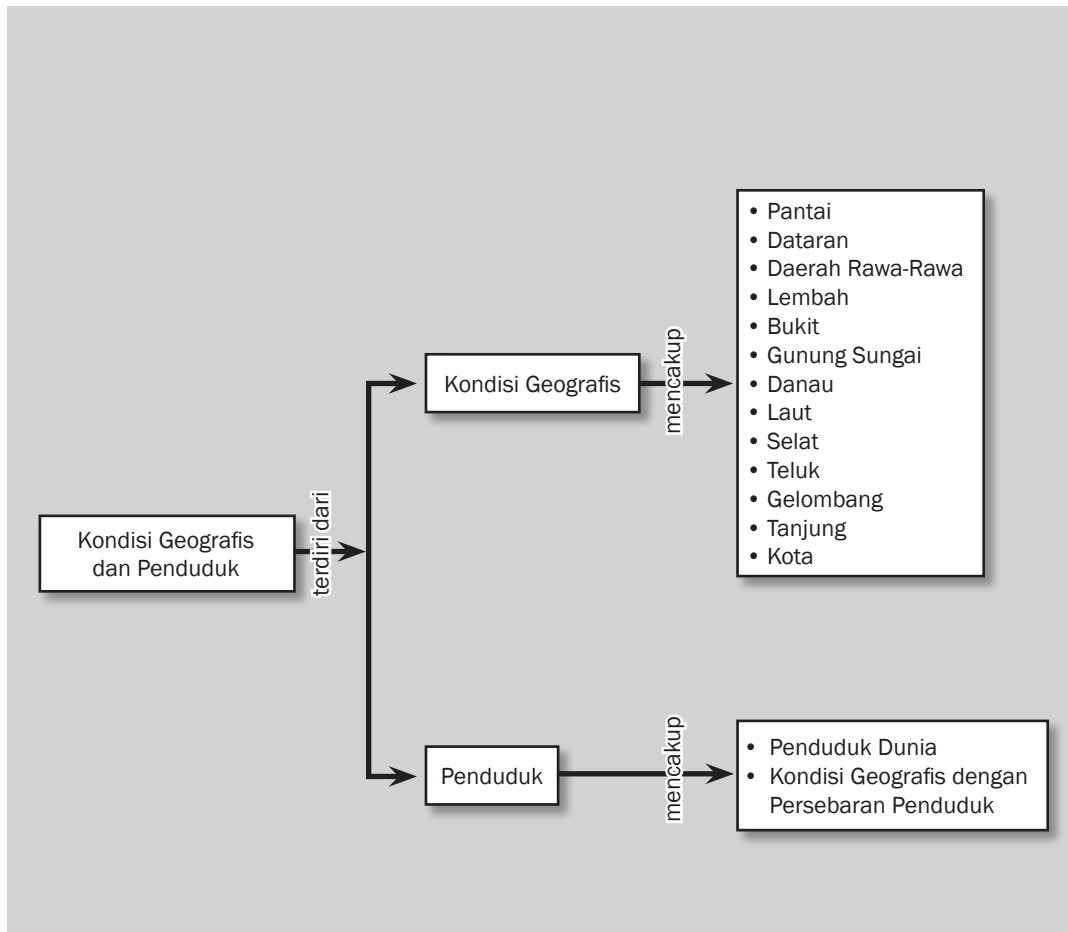 Kondisi Geografis
dan Penduduk
terdiri dari
Kondisi Geografis
mencakup
• Pantai
• Dataran
• Daerah Rawa-Rawa
• Lembah
• Bukit
• Gunung Sungai
• Danau
• Laut
• Selat
• Teluk
• Gelombang
• Tanjung
• Kota
Penduduk
mencakup
• Penduduk Dunia
• Kondisi Geografis dengan
Persebaran Penduduk